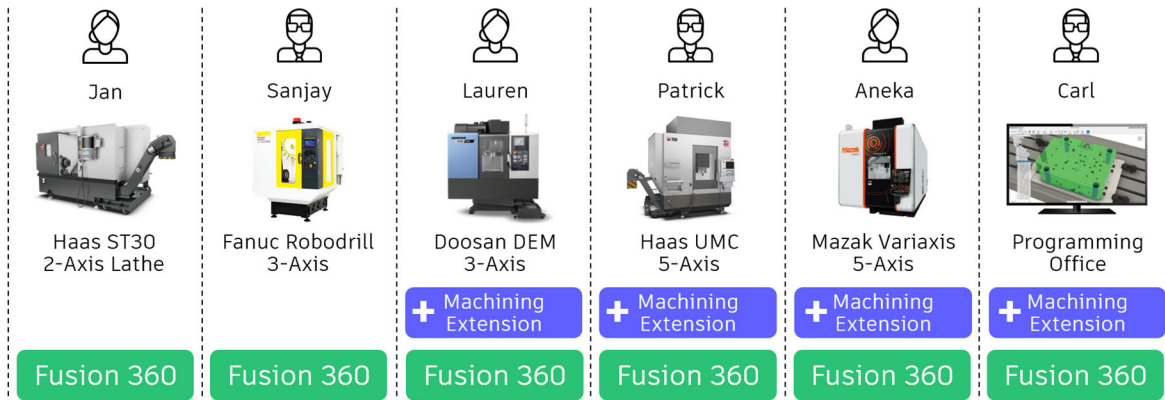 Jan
Sanjay
Lauren
Patrick
Aneka
Carl
Mazak
Haas ST30
2-Axis Lathe
Fanuc Robodrill
3-Axis
Doosan DEM
3-Axis
Haas UMC
5-Axis
Mazak Variaxis
5-Axis
Programming
Office
+ Machining
Extension
+ Machining
Extension
+ Machining
Extension
+ Machining
Extension
Fusion 360
Fusion 360
Fusion 360
Fusion 360
Fusion 360
Fusion 360